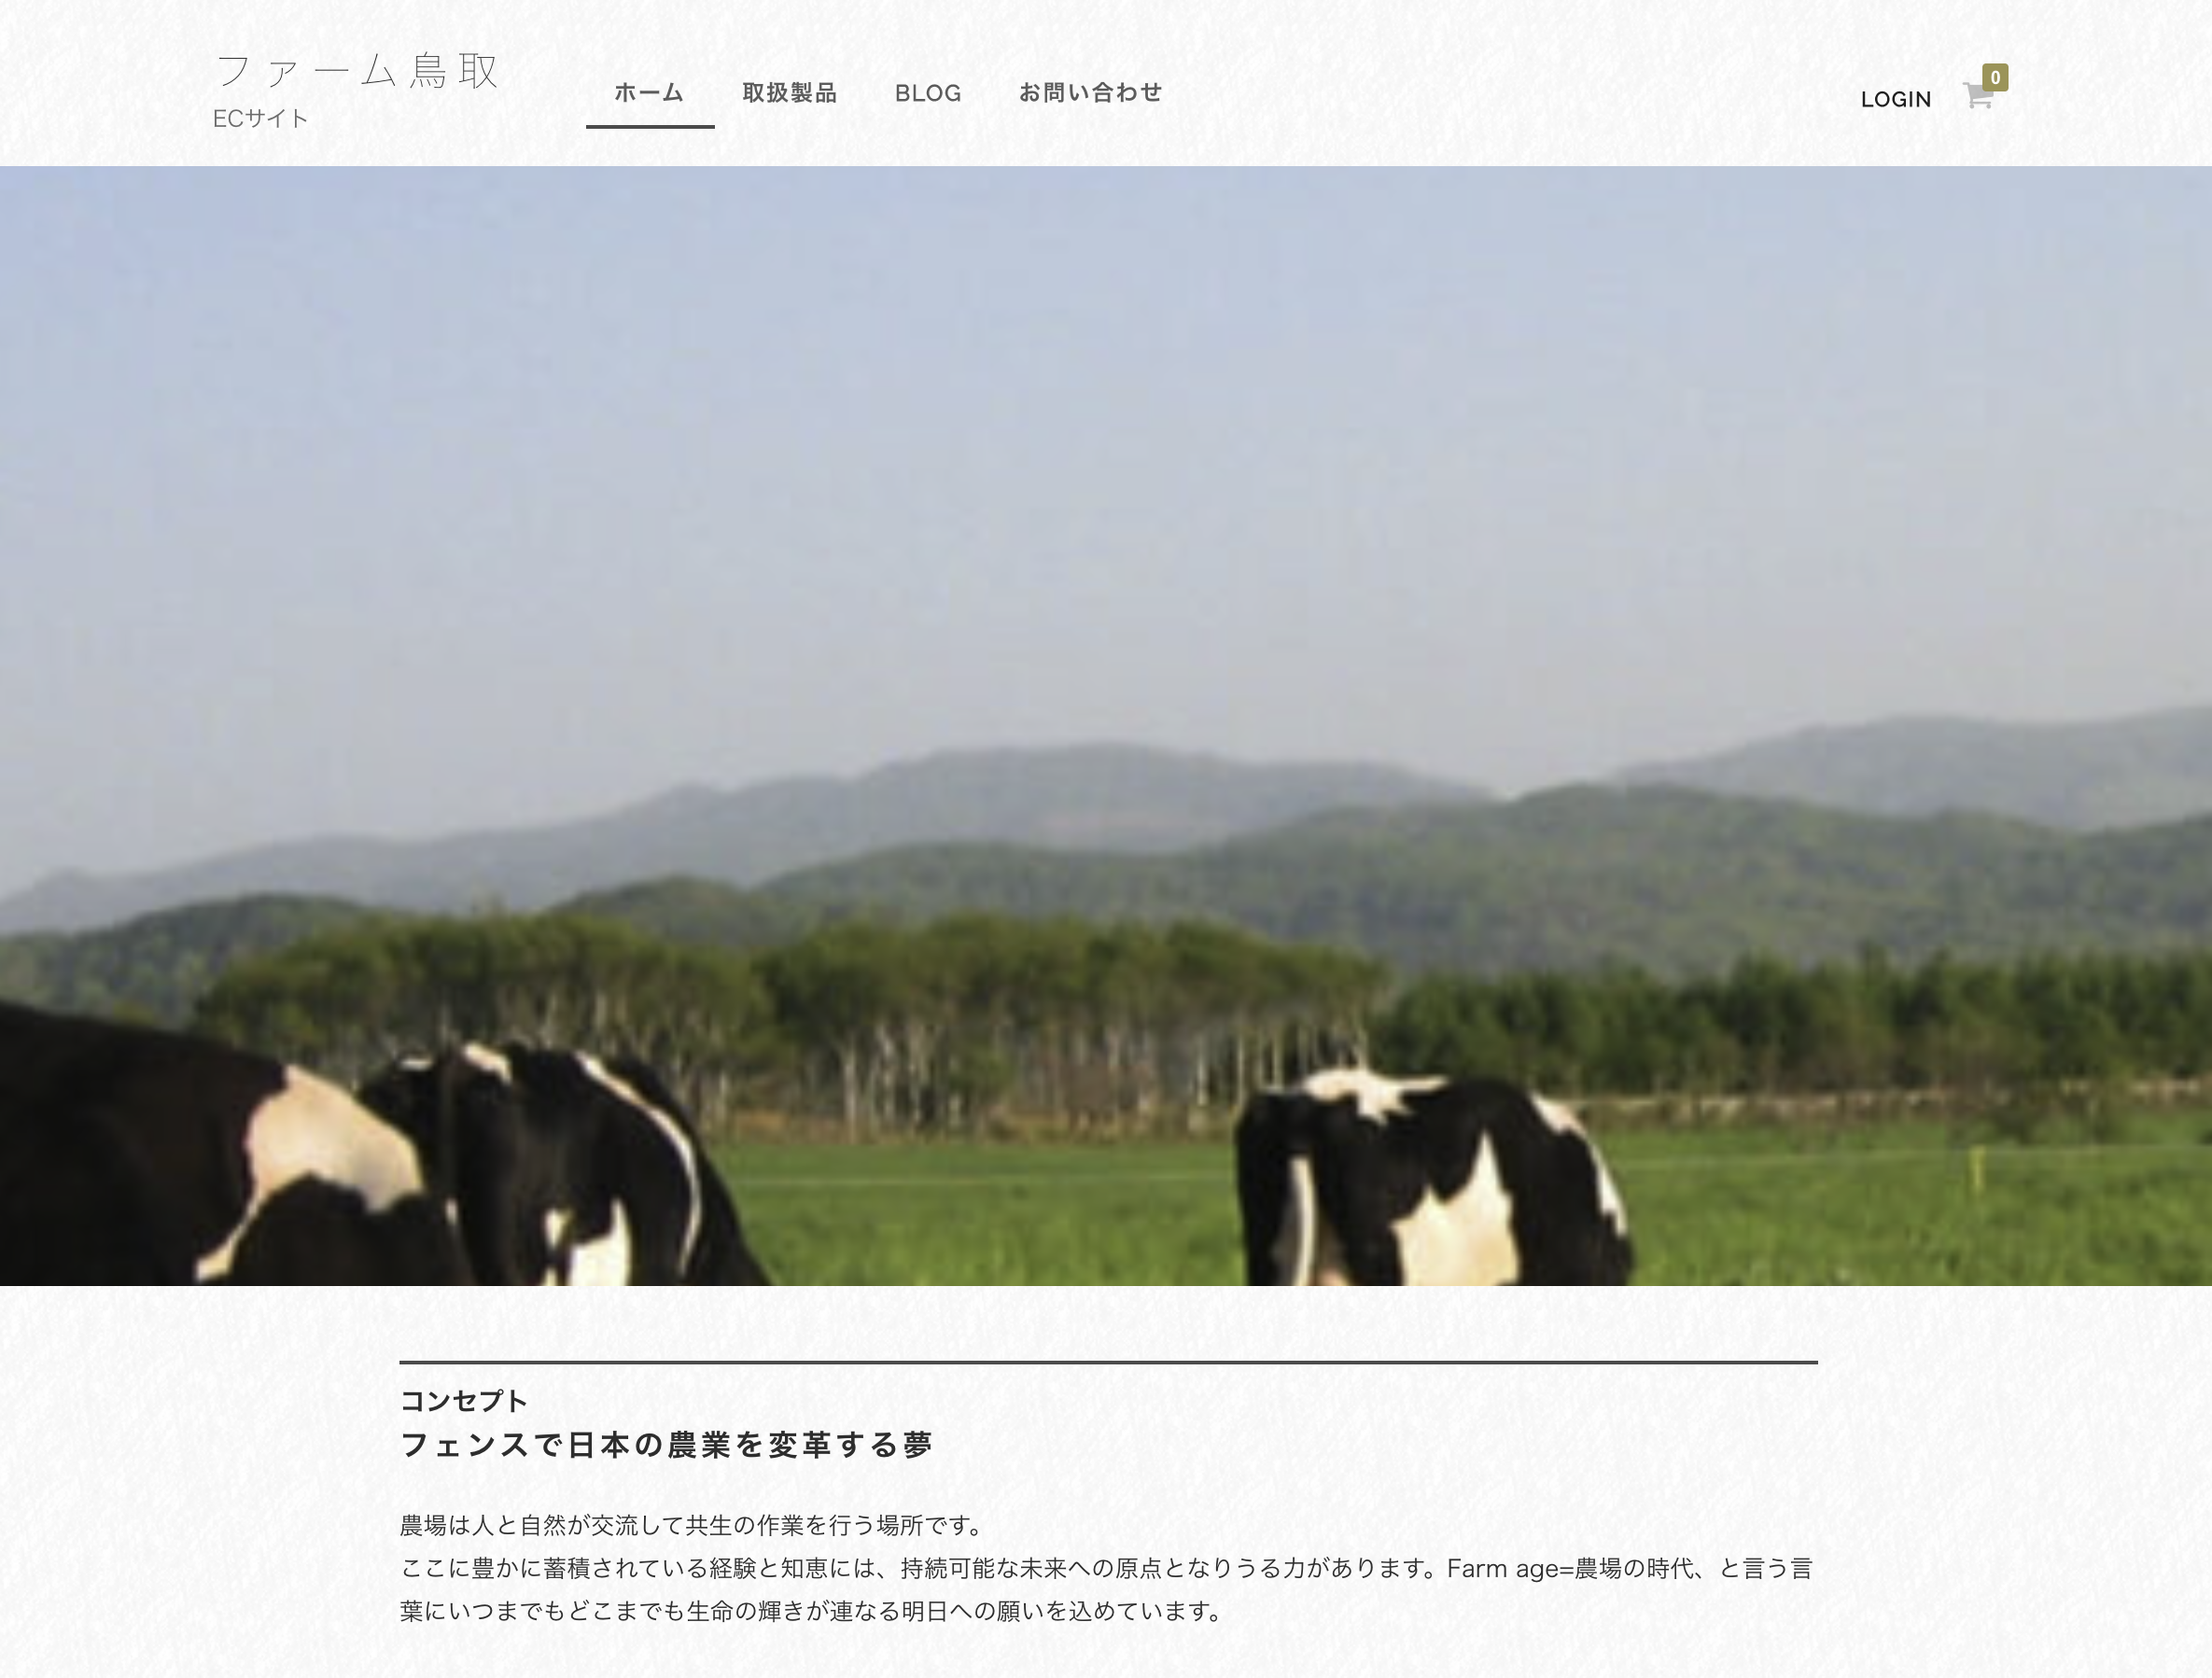 ファーム鳥取
ECサイト
ホーム 取扱製品 BLOG お問い合わせ
LOGIN 0
コンセプト
フェンスで日本の農業を変革する夢
農場は人と自然が交流して共生の作業を行う場所です。
ここに豊かに蓄積されている経験と知恵には、持続可能な未来への原点となりうる力があります。Farm age=農場の時代、と言う言
葉にいつまでもどこまでも生命の輝きが連なる明日への願いを込めています。